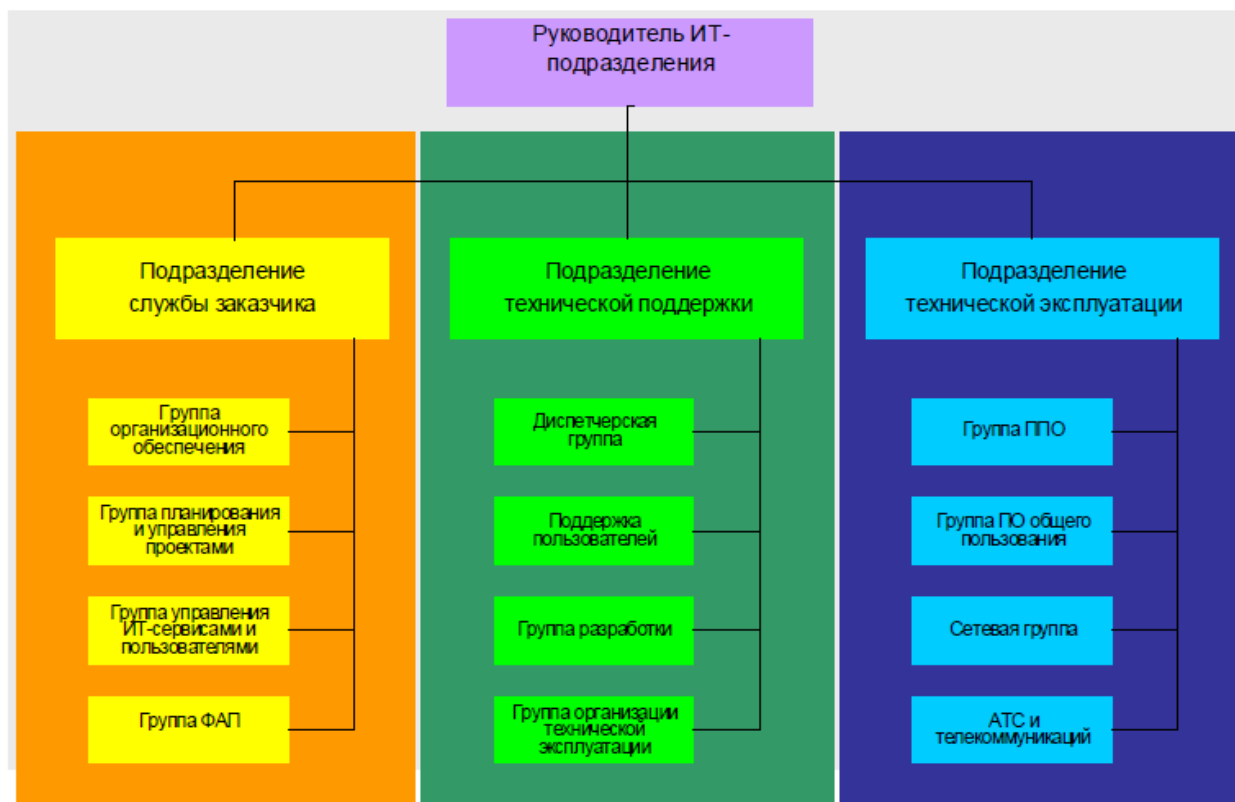 Руководитель ИТ-
подразделения
Подразделение
службы заказчика
Группа
организационного
обеспечения
Группа планирования
и управления
проектами
Группа управления
ИТ-сервисами и
пользователями
Группа ФАП
Подразделение
технической поддержки
Диспетчерская
группа
Поддержка
пользователей
Группа разработки
Группа организации
технической
эксплуатации
Подразделение
технической эксплуатации
Группа ППО
Группа ПО общего
пользования
Сетевая группа
АТС и
телекоммуникаций